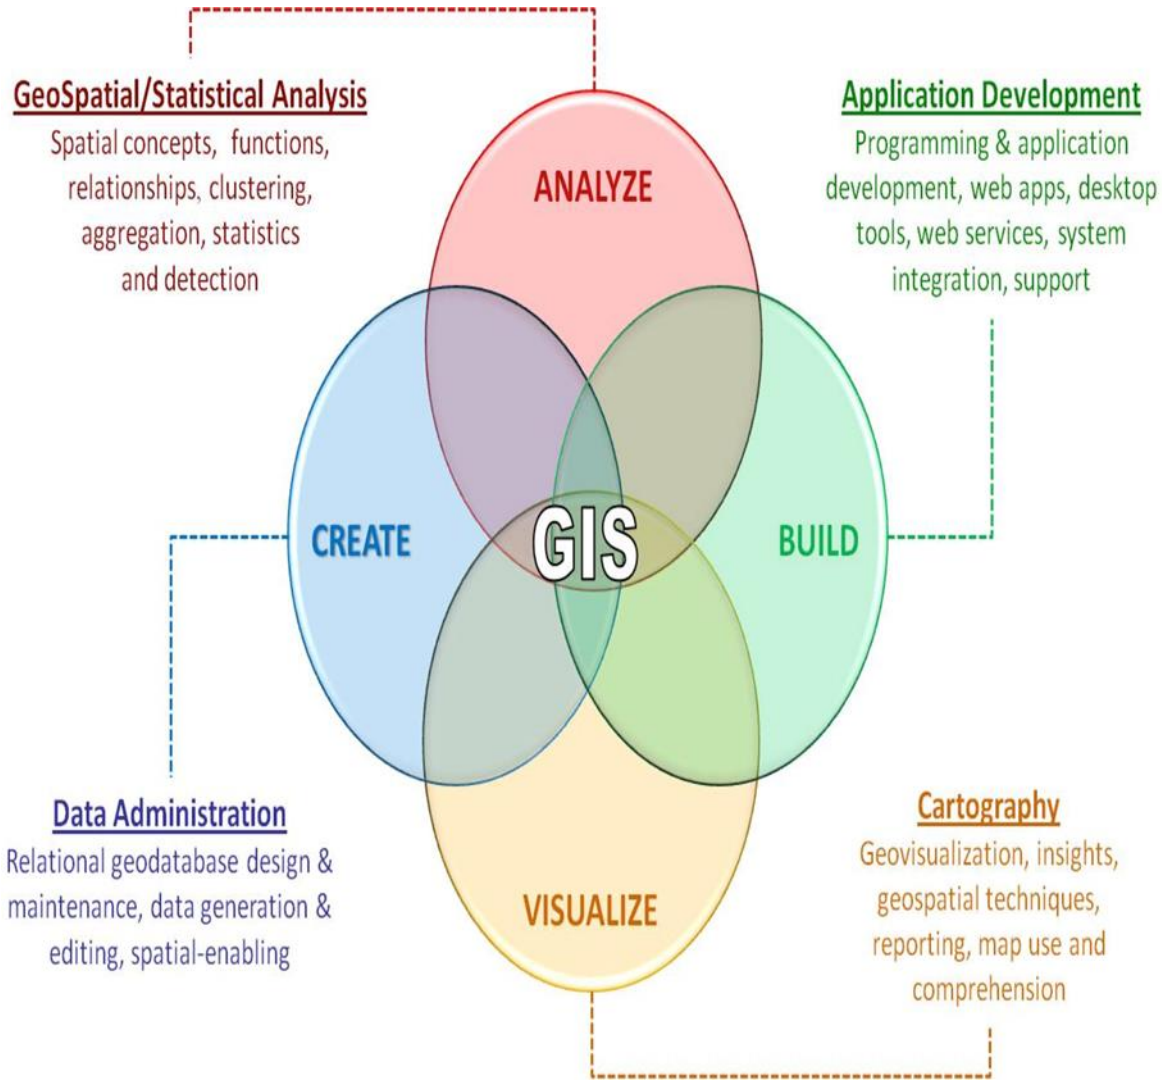 GeoSpatial/Statistical Analysis
Spatial concepts, functions,
relationships, clustering,
aggregation, statistics
and detection
Application Development
Programming & application
development, web apps, desktop
tools, web services, system
integration, support
ANALYZE
CREATE
GIS
BUILD
VISUALIZE
Data Administration
Relational geodatabase design &
maintenance, data generation &
editing, spatial-enabling
Cartography
Geovisualization, insights,
geospatial techniques,
reporting, map use and
comprehension